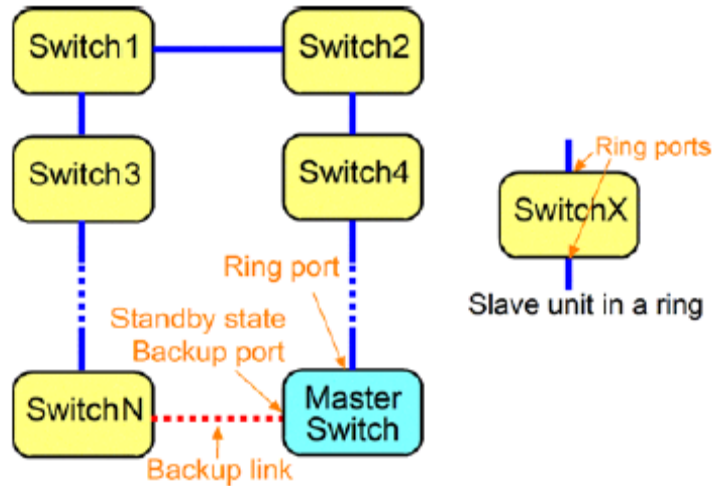 Switch1
Switch2
Switch3
Switch4
Ring ports
SwitchX
Slave unit in a ring
Ring port
Standby state
Backup port
SwitchN
Master
Switch
Backup link